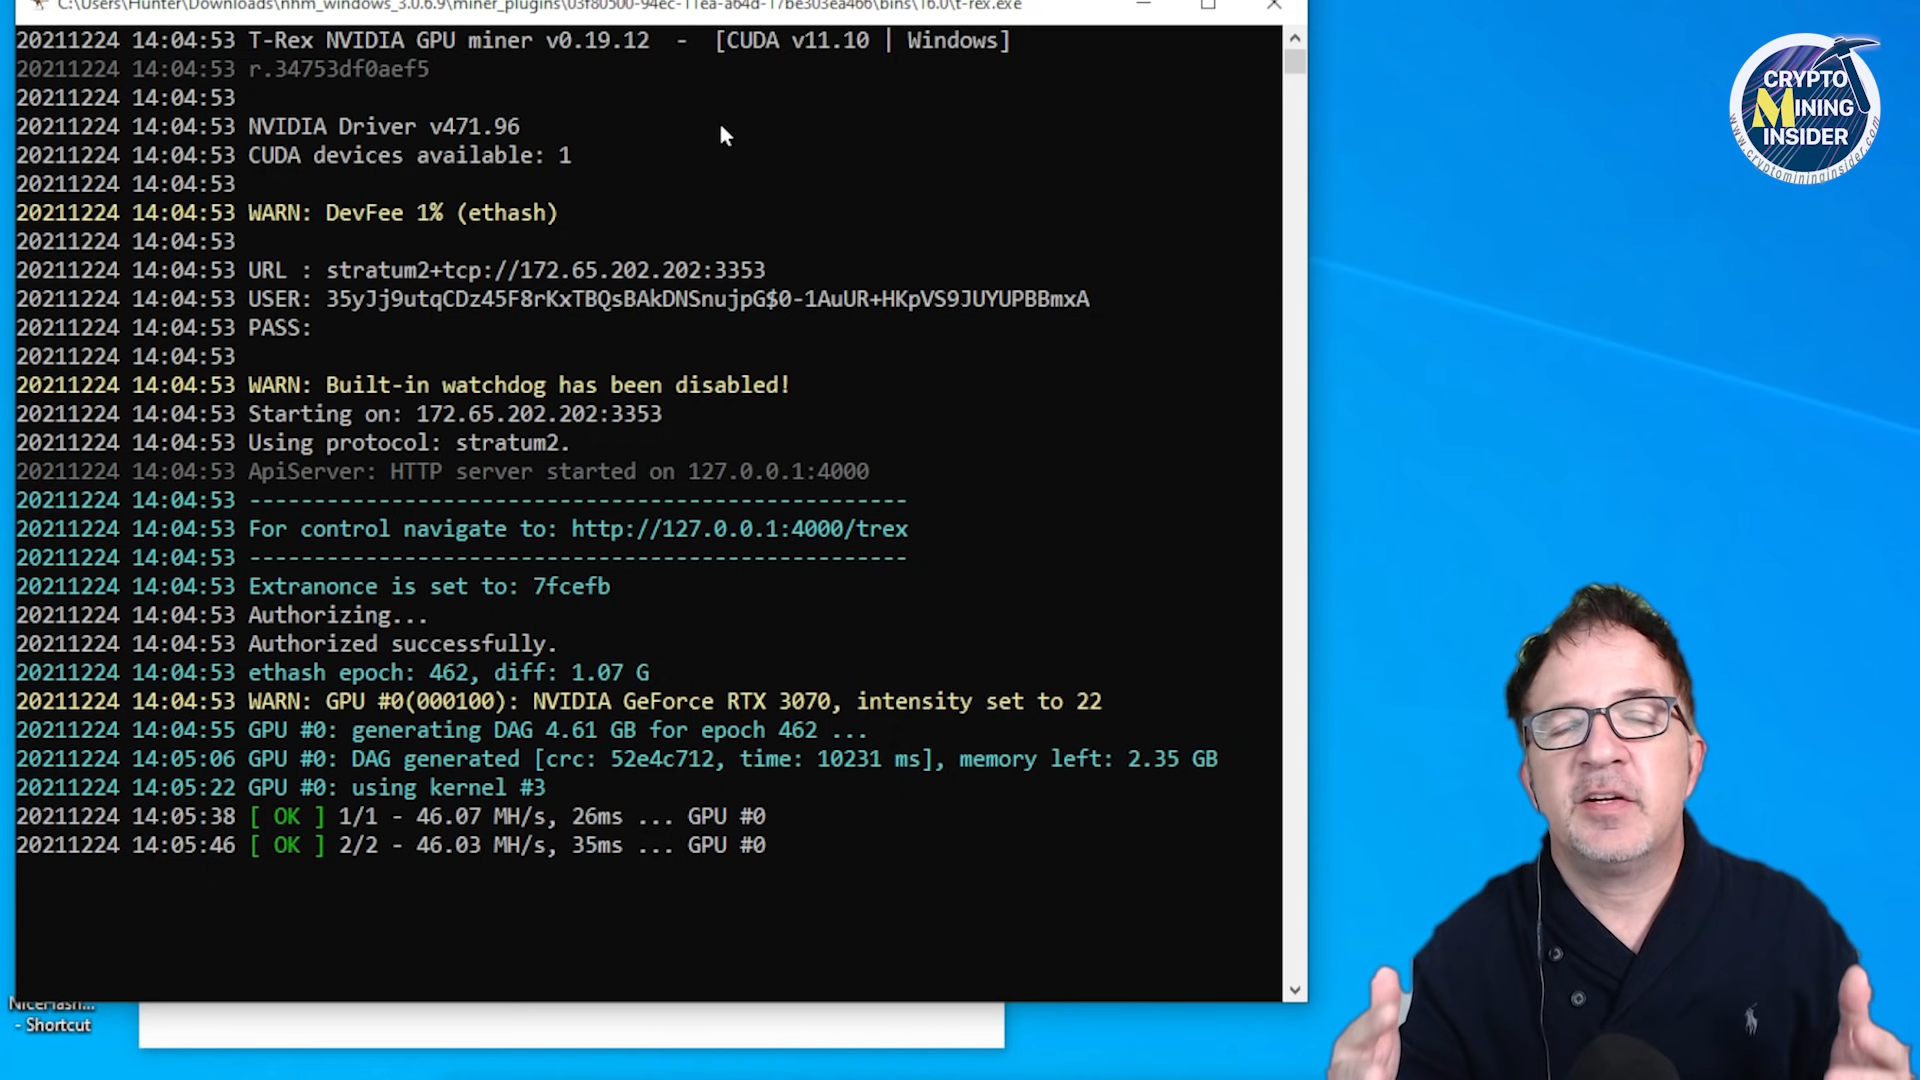 C:\Users\Hunter\Downloads\nhm_windows_3.0.6.9\miner_plugins\03f80500-94ec-11ea-a64d-17be303ea466\bins\16.0\t-rex.exe
20211224 14:04:53 T-Rex NVIDIA GPU miner v0.19.12 - [CUDA v11.10 | Windows]
20211224 14:04:53 r.34753df0aef5
20211224 14:04:53
20211224 14:04:53 NVIDIA Driver v471.96
20211224 14:04:53 CUDA devices available: 1
20211224 14:04:53
20211224 14:04:53 WARN: DevFee 1% (ethash)
20211224 14:04:53
20211224 14:04:53 URL : stratum2+tcp://172.65.202.202:3353
20211224 14:04:53 USER: 35yJj9utqCDz45F8rKxTBQsBAkDNSnujpG$0-1AuUR+HKpVS9JUYUPBBmxA
20211224 14:04:53 PASS:
20211224 14:04:53
20211224 14:04:53 WARN: Built-in watchdog has been disabled!
20211224 14:04:53 Starting on: 172.65.202.202:3353
20211224 14:04:53 Using protocol: stratum2.
20211224 14:04:53 ApiServer: HTTP server started on 127.0.0.1:4000
20211224 14:04:53 ---------------------------------------------------
20211224 14:04:53 For control navigate to: http://127.0.0.1:4000/trex
20211224 14:04:53 ---------------------------------------------------
20211224 14:04:53 Extranonce is set to: 7fcefb
20211224 14:04:53 Authorizing...
20211224 14:04:53 Authorized successfully.
20211224 14:04:53 ethash epoch: 462, diff: 1.07 G
20211224 14:04:53 WARN: GPU #0(000100): NVIDIA GeForce RTX 3070, intensity set to 22
20211224 14:04:55 GPU #0: generating DAG 4.61 GB for epoch 462 ...
20211224 14:05:06 GPU #0: DAG generated [crc: 52e4c712, time: 10231 ms], memory left: 2.35 GB
20211224 14:05:22 GPU #0: using kernel #3
20211224 14:05:38 [ OK ] 1/1 - 46.07 MH/s, 26ms ... GPU #0
20211224 14:05:46 [ OK ] 2/2 - 46.03 MH/s, 35ms ... GPU #0
NiceHash...
- Shortcut
CRYPTO
MINING
INSIDER
www.cryptomininginsider.com